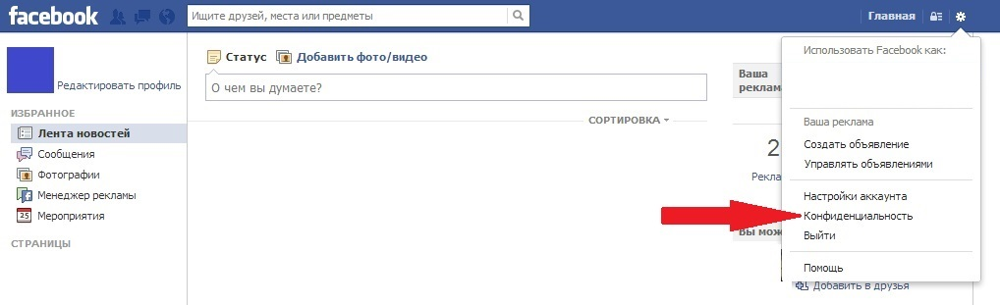 facebook
Ищите друзей, места или предметы
Главная
Редактировать профиль
ИЗБРАННОЕ
Лента новостей
Сообщения
Фотографии
Менеджер рекламы
25
Мероприятия
СТРАНИЦЫ
Статус
Добавить фото/видео
О чем вы думаете?
СОРТИРОВКА
Ваша
реклам
2
Рекла
Вы мож
Использовать Facebook как:
Ваша реклама
Создать объявление
Управлять объявлениями
Настройки аккаунта
Конфиденциальность
Выйти
Помощь
Добавить в друзья